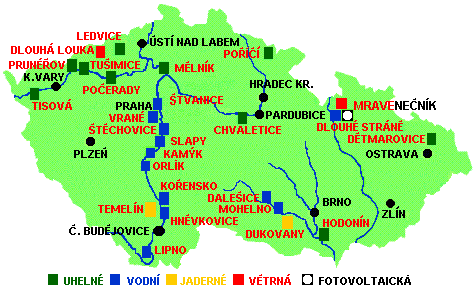 LEDVICE
ÚSTÍ NAD LABEM
DLOUHÁ LOUKA
POŘÍČÍ
PRUNÉŘOV
TUŠIMICE
MĚLNÍK
K.VARY
HRADEC KR.
POČERADY
TISOVÁ
ŠTVANICE
PRAHA
MRAVENEČNÍK
VRANÉ
PARDUBICE
CHVALETICE
DLOUHÉ STRÁNĚ
ŠTĚCHOVICE
DĚTMAROVICE
SLAPY
PLZEŇ
KAMÝK
OSTRAVA
ORLÍK
KOŘENSKO
DALEŠICE
BRNO
TEMELÍN
MOHELNO
ZLÍN
HNĚVKOVICE
HODONÍN
Č. BUDĚJOVICE
DUKOVANY
LIPNO
UHELNÉ VODNÍ JADERNÉ VĚTRNÁ FOTOVOLTAICKÁ